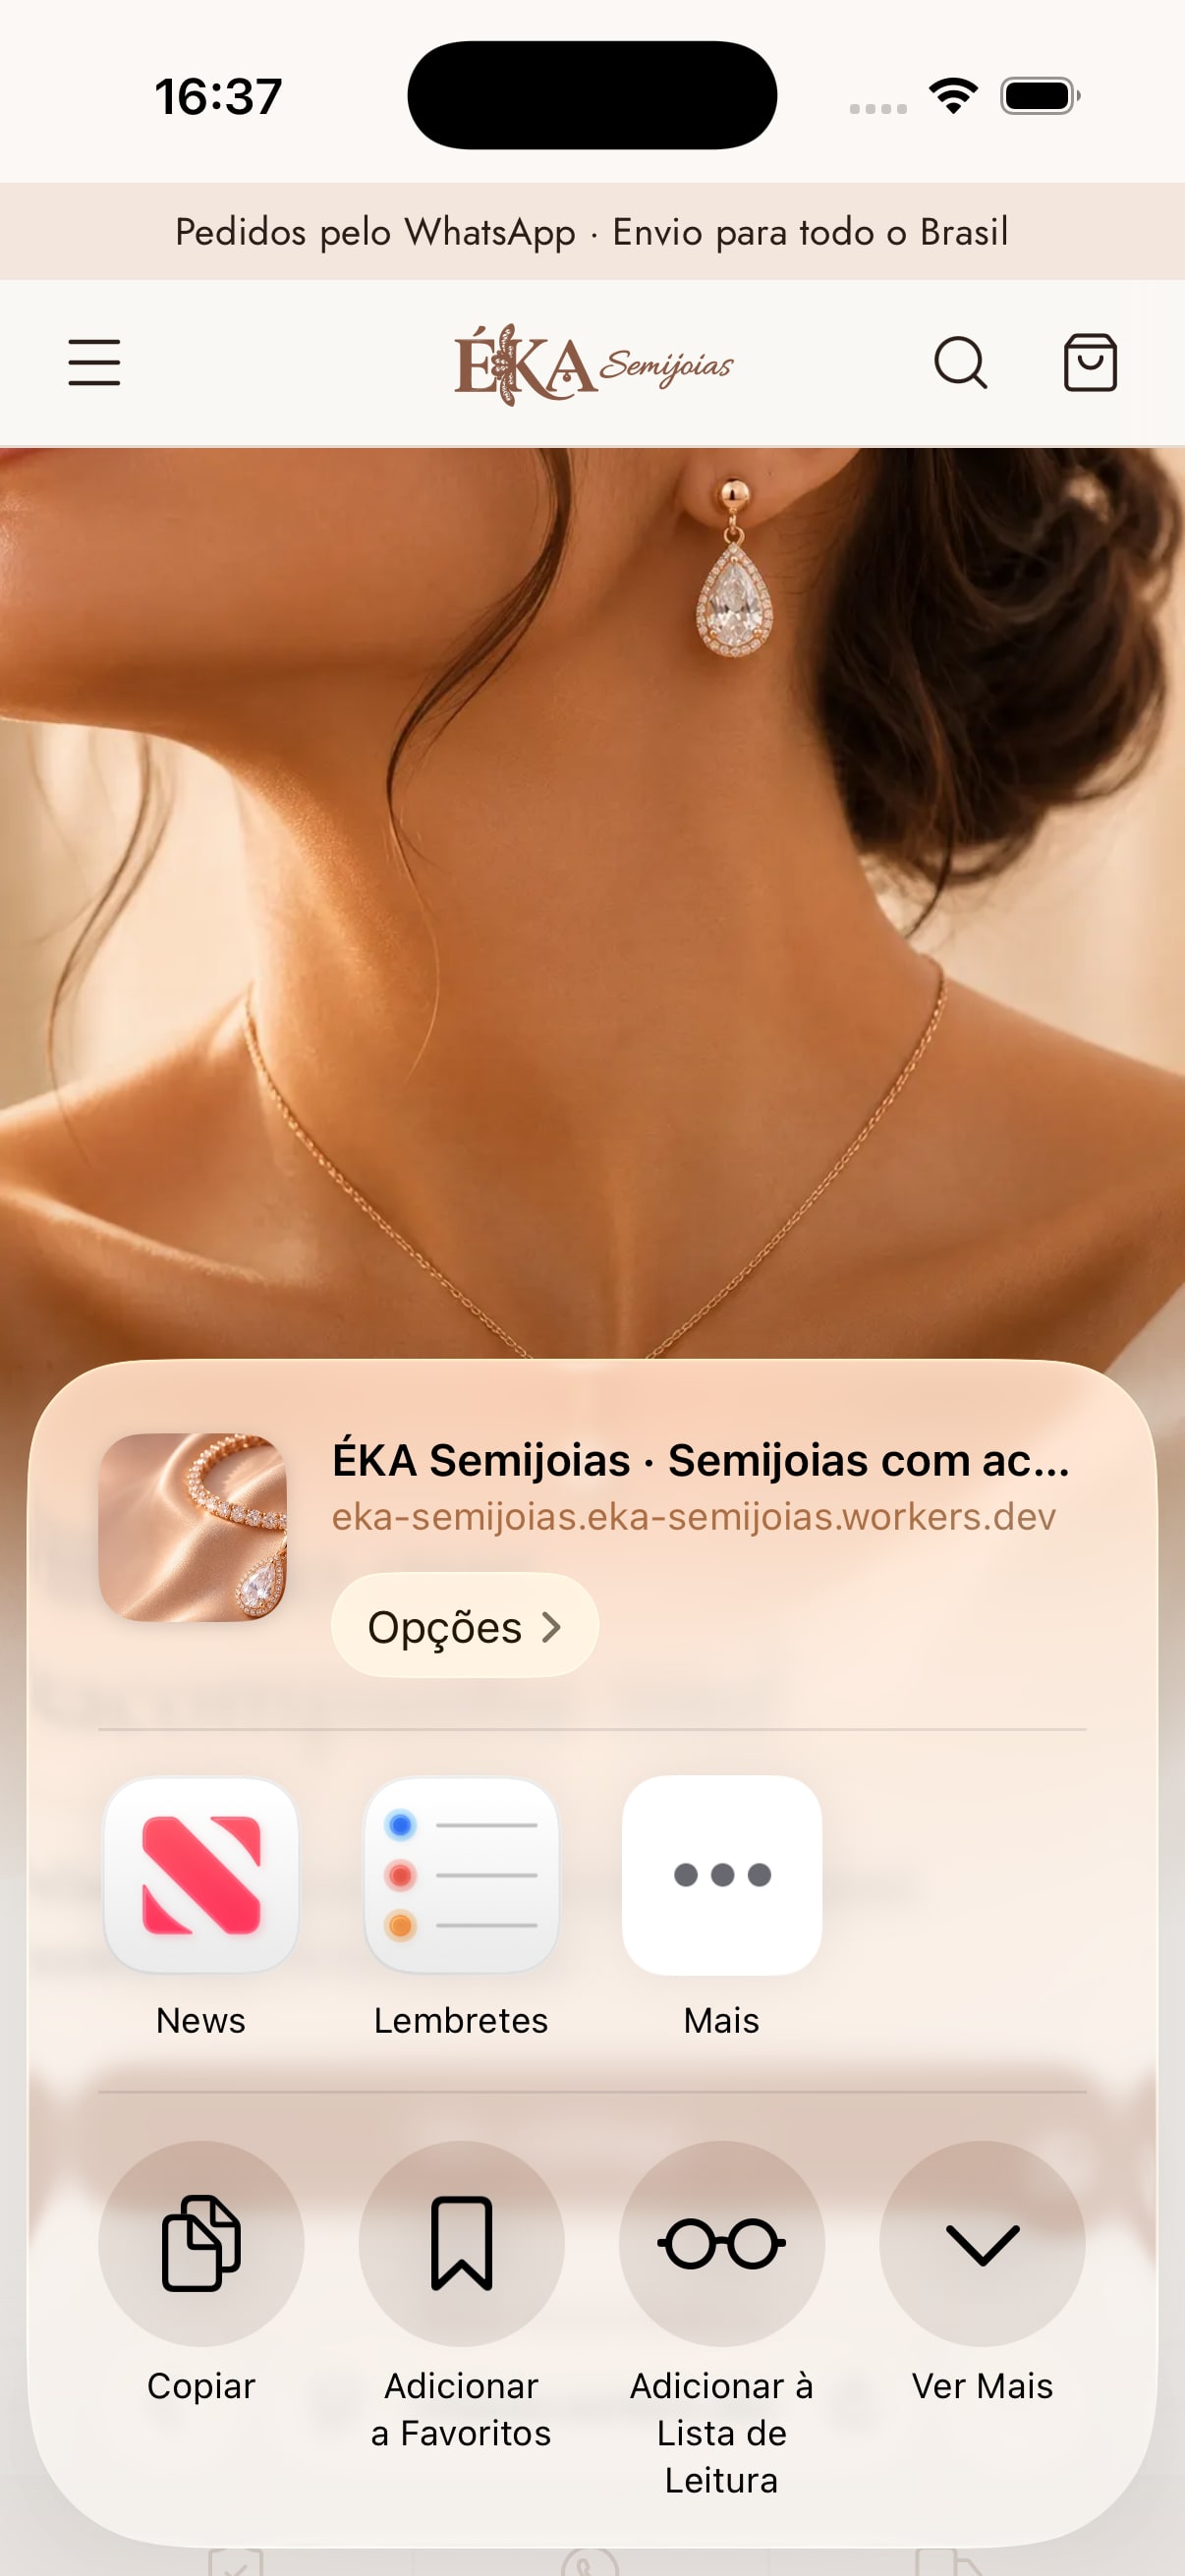 16:37
Pedidos pelo WhatsApp · Envio para todo o Brasil
ÉKA Semijoias
ÉKA Semijoias · Semijoias com ac...
eka-semijoias.eka-semijoias.workers.dev
Opções
News
Lembretes
Mais
Copiar
Adicionar
a Favoritos
Adicionar à
Lista de
Leitura
Ver Mais